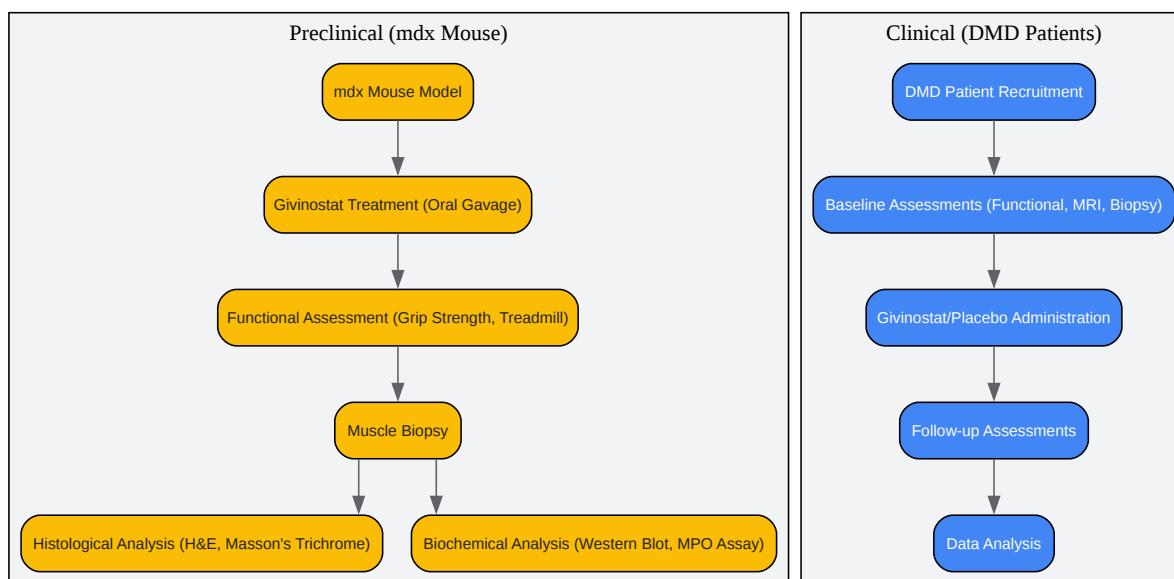 Preclinical (mdx Mouse)
mdx Mouse Model
Givinostat Treatment (Oral Gavage)
Functional Assessment (Grip Strength, Treadmill)
Muscle Biopsy
Histological Analysis (H&E, Masson's Trichrome)
Biochemical Analysis (Western Blot, MPO Assay)
Clinical (DMD Patients)
DMD Patient Recruitment
Baseline Assessments (Functional, MRI, Biopsy)
Givinostat/Placebo Administration
Follow-up Assessments
Data Analysis